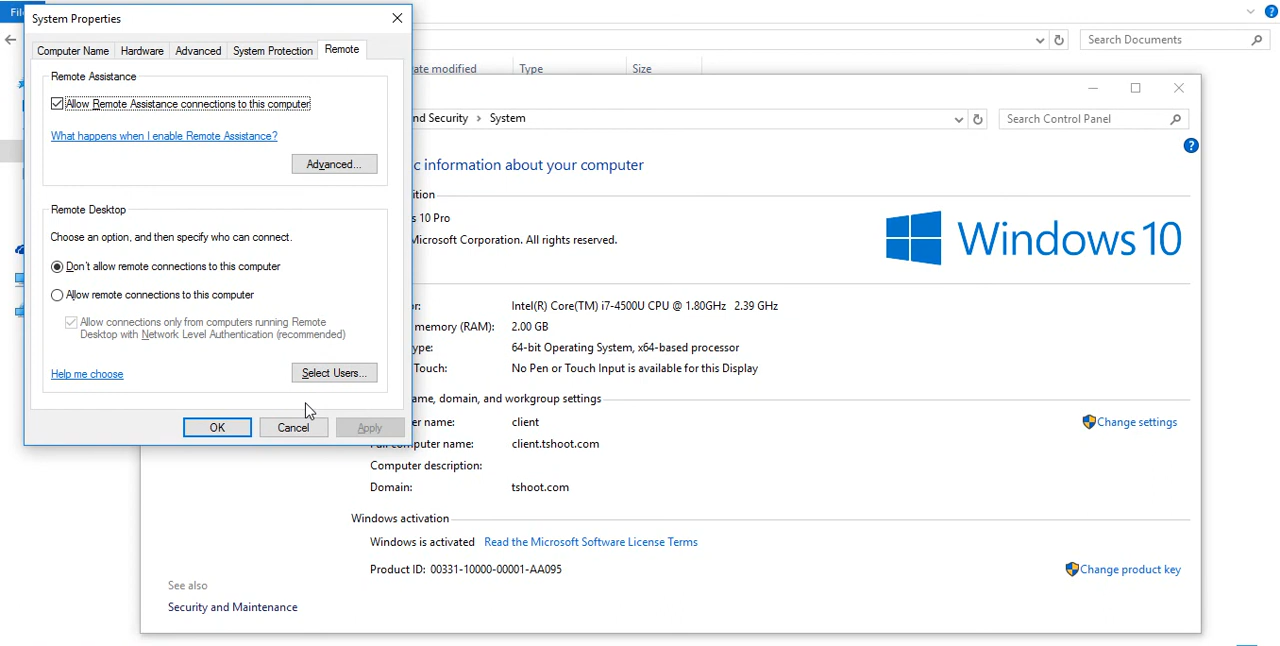 Fil
System Properties
Computer Name
Hardware
Advanced
System Protection
Remote
Remote Assistance
Allow Remote Assistance connections to this computer
What happens when I enable Remote Assistance?
Advanced...
Remote Desktop
Choose an option, and then specify who can connect.
Don't allow remote connections to this computer
Allow remote connections to this computer
Allow connections only from computers running Remote
Desktop with Network Level Authentication (recommended)
Help me choose
Select Users...
OK
Cancel
Apply
Search Documents
ate modified
Type
Size
nd Security > System
Search Control Panel
c information about your computer
ition
s 10 Pro
Microsoft Corporation. All rights reserved.
Windows 10
or: Intel(R) Core(TM) i7-4500U CPU @ 1.80GHz 2.39 GHz
memory (RAM): 2.00 GB
ype: 64-bit Operating System, x64-based processor
Touch: No Pen or Touch Input is available for this Display
ame, domain, and workgroup settings
er name: client
Change settings
Full computer name: client.tshoot.com
Computer description:
Domain: tshoot.com
Windows activation
Windows is activated Read the Microsoft Software License Terms
Product ID: 00331-10000-00001-AA095
Change product key
See also
Security and Maintenance